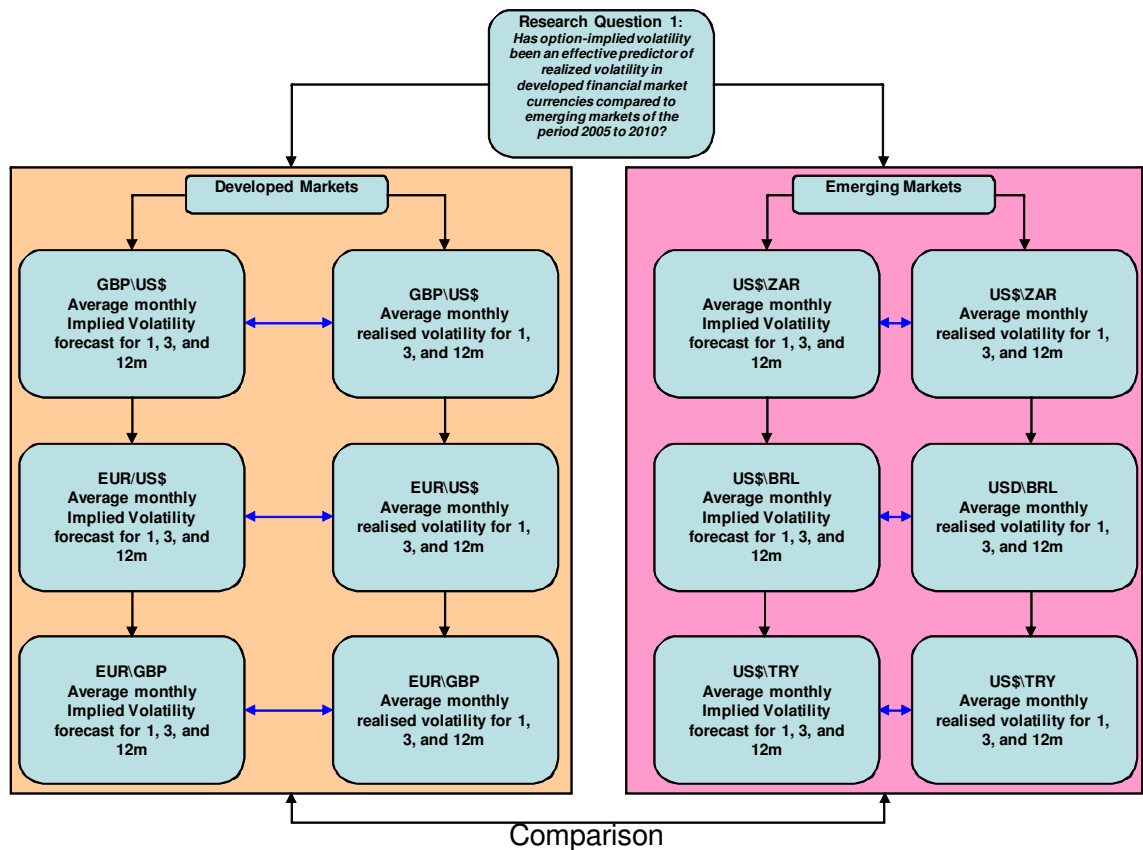 Research Question 1:
Has option-implied volatility
been an effective predictor of
realized volatility in
developed financial market
currencies compared to
emerging markets of the
period 2005 to 2010?
Developed Markets
GBP\US$
Average monthly
Implied Volatility
forecast for 1, 3, and
12m
GBP\US$
Average monthly
realised volatility for 1,
3, and 12m
EUR/US$
Average monthly
Implied Volatility
forecast for 1, 3, and
12m
EUR\US$
Average monthly
realised volatility for 1,
3, and 12m
EUR\GBP
Average monthly
Implied Volatility
forecast for 1, 3, and
12m
EUR\GBP
Average monthly
realised volatility for 1,
3, and 12m
Emerging Markets
US$\ZAR
Average monthly
Implied Volatility
forecast for 1, 3, and
12m
US$\ZAR
Average monthly
realised volatility for 1,
3, and 12m
US$\BRL
Average monthly
Implied Volatility
forecast for 1, 3, and
12m
USD\BRL
Average monthly
realised volatility for 1,
3, and 12m
US$\TRY
Average monthly
Implied Volatility
forecast for 1, 3, and
12m
US$\TRY
Average monthly
realised volatility for 1,
3, and 12m
Comparison